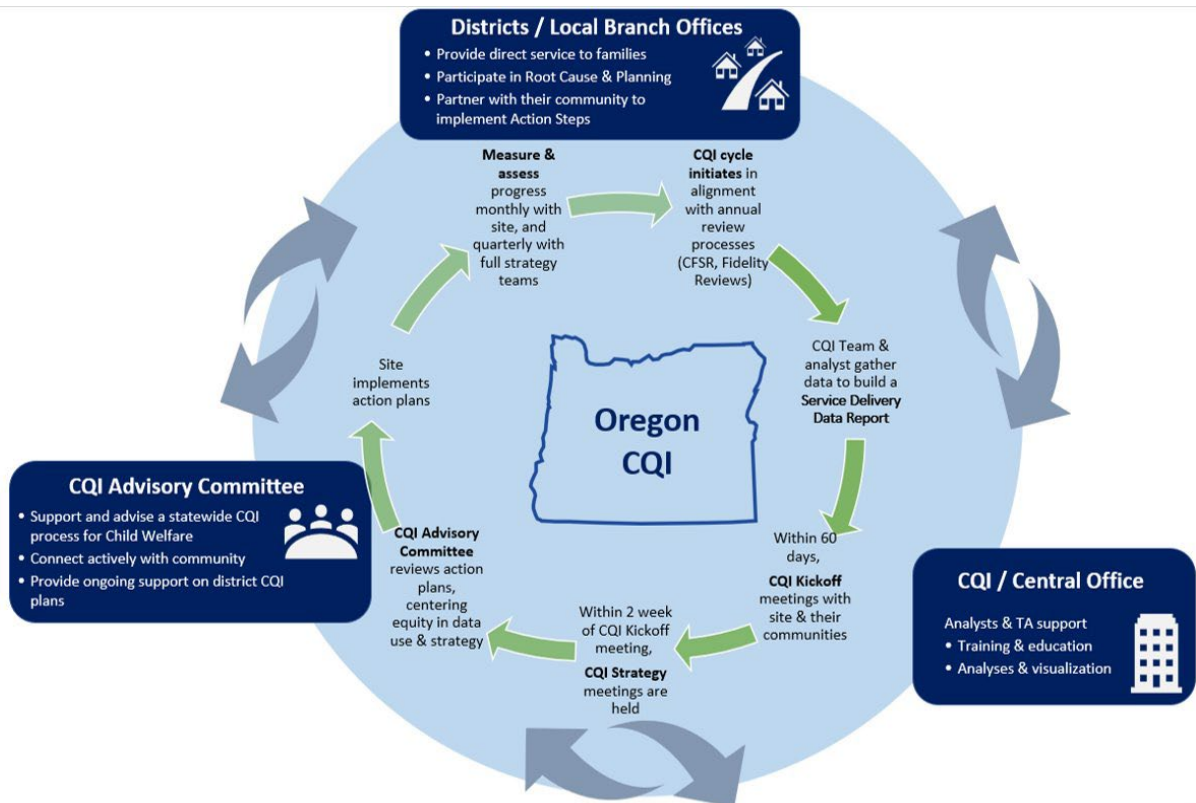 Districts / Local Branch Offices
• Provide direct service to families
• Participate in Root Cause & Planning
• Partner with their community to
implement Action Steps
Measure &
assess
progress
monthly with
site, and
quarterly with
full strategy
teams
CQI cycle
initiates in
alignment
with annual
review
processes
(CFSR, Fidelity
Reviews)
CQI Team &
analyst gather
data to build a
Service Delivery
Data Report
Within 60
days,
CQI Kickoff
meetings with
site & their
communities
Within 2 week
of CQI Kickoff
meeting,
CQI Strategy
meetings are
held
CQI Advisory
Committee
reviews action
plans,
centering
equity in data
use & strategy
Site
implements
action plans
Oregon
CQI
CQI Advisory Committee
• Support and advise a statewide CQI
process for Child Welfare
• Connect actively with community
• Provide ongoing support on district CQI
plans
CQI / Central Office
Analysts & TA support
• Training & education
• Analyses & visualization